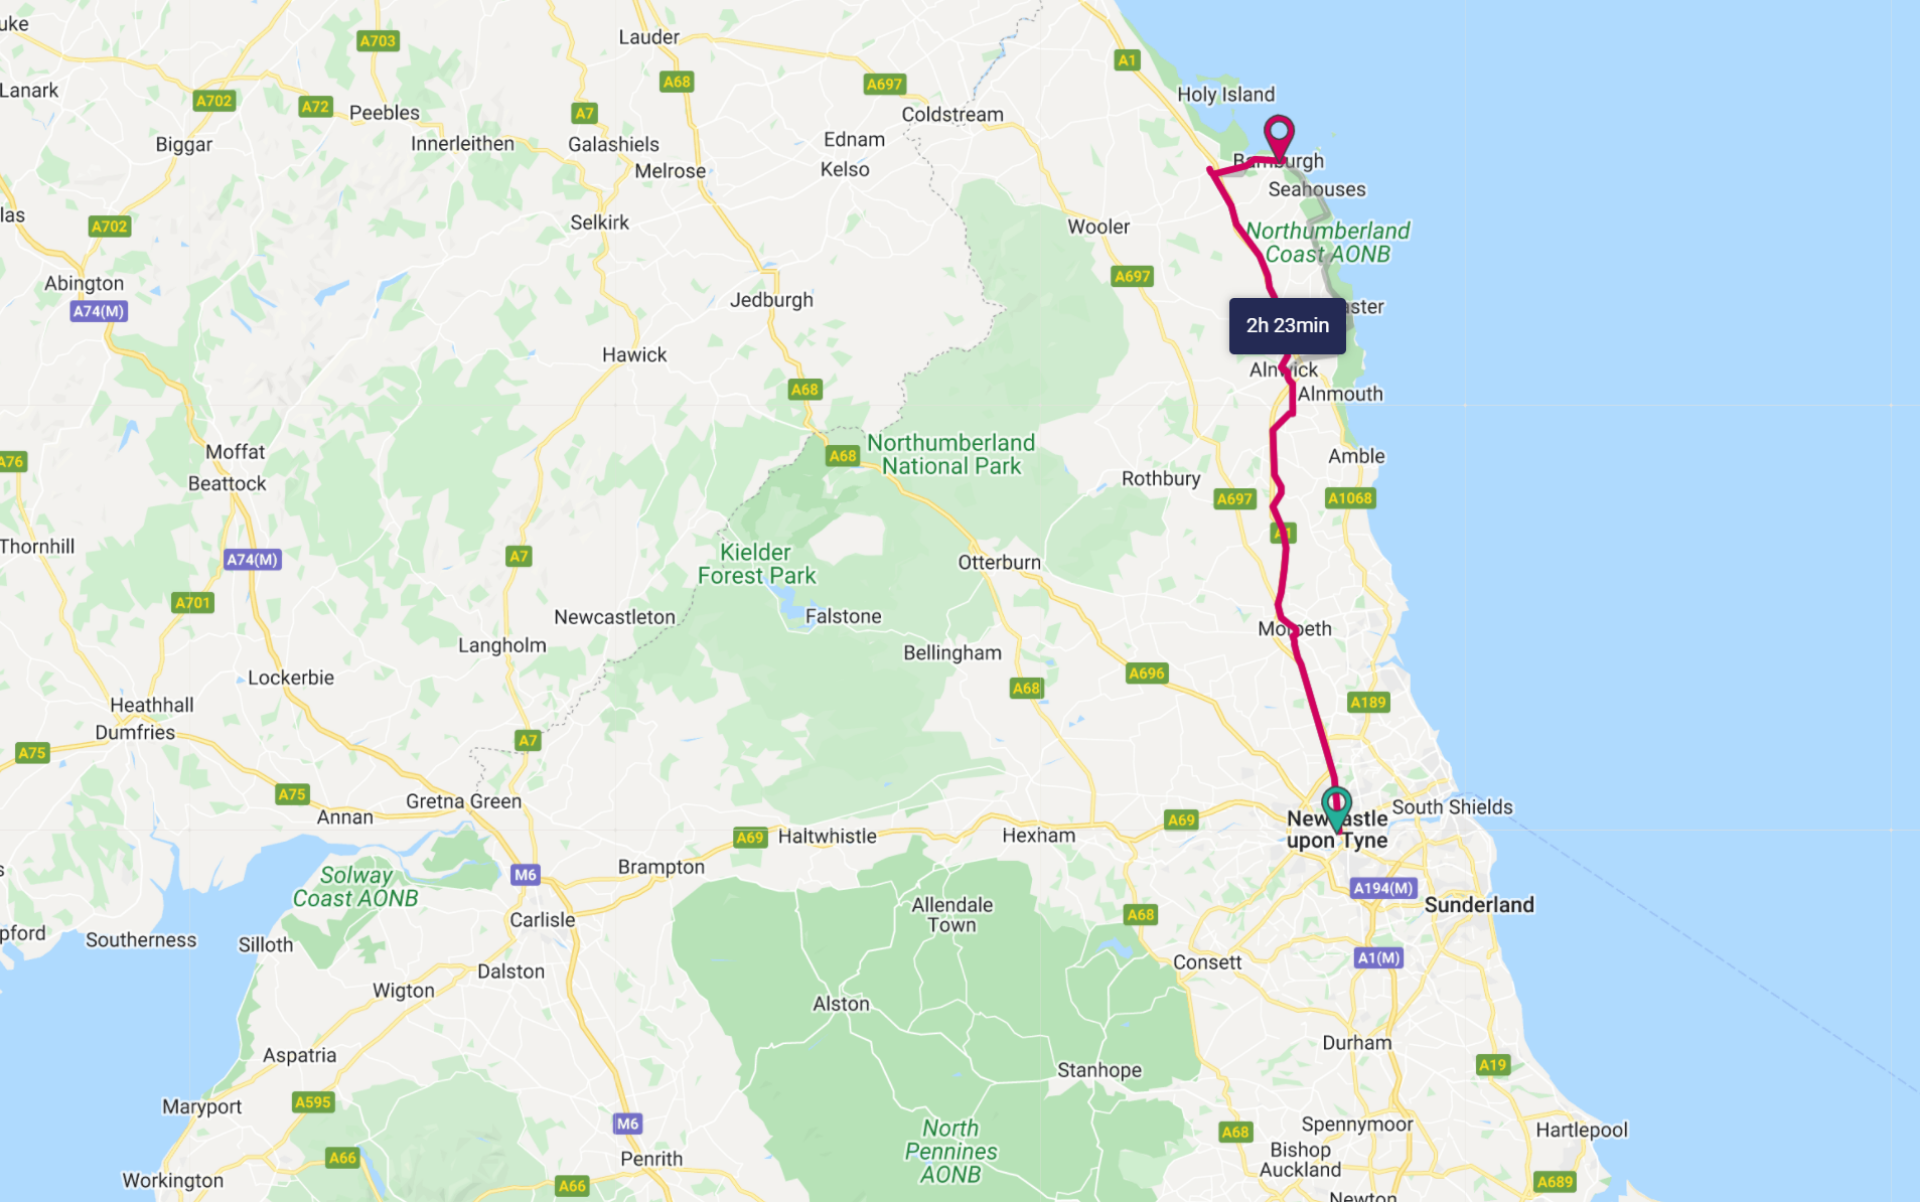 Lauder
A703
A1
A68
A697
Lanark
Holy Island
A702
A72
Peebles
A7
Coldstream
Biggar
Innerleithen
Galashiels
Ednam
Bamburgh
Melrose
Kelso
Seahouses
A702
Selkirk
Wooler
Northumberland
Coast AONB
Abington
A697
A74(M)
Jedburgh
2h 23min
Hawick
Alnwick
A68
Alnmouth
Moffat
Northumberland
National Park
A68
Amble
A76
Beattock
Rothbury
A697
A1068
A1
Thornhill
A74(M)
A7
Kielder
Forest Park
Otterburn
A701
Newcastleton
Falstone
Morpeth
Langholm
Bellingham
Lockerbie
A68
A696
Heathhall
A189
Dumfries
A75
A7
A75
Gretna Green
Annan
South Shields
A69
Haltwhistle
Hexham
A69
Newcastle
upon Tyne
Brampton
M6
Solway
Coast AONB
A194(M)
Carlisle
Allendale
Town
Sunderland
A68
Southerness
Silloth
Dalston
Consett
A1(M)
Wigton
Alston
Durham
Aspatria
Stanhope
A19
Maryport
A595
M6
North
Pennines
AONB
A68
Spennymoor
Hartlepool
Bishop
Auckland
A66
Penrith
Workington
A66
A689
Newton